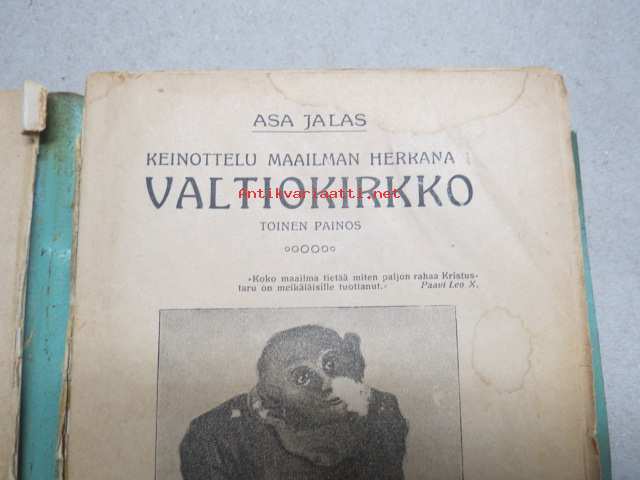 ASA JALAS
KEINOTTELU MAAILMAN HERRANA I
VALTIOKIRKKO
Antikvariaatti.net
TOINEN PAINOS
»Koko maailma tietää miten paljon rahaa Kristus-
taru on meikäläisille tuottanut.» Paavi Leo X.